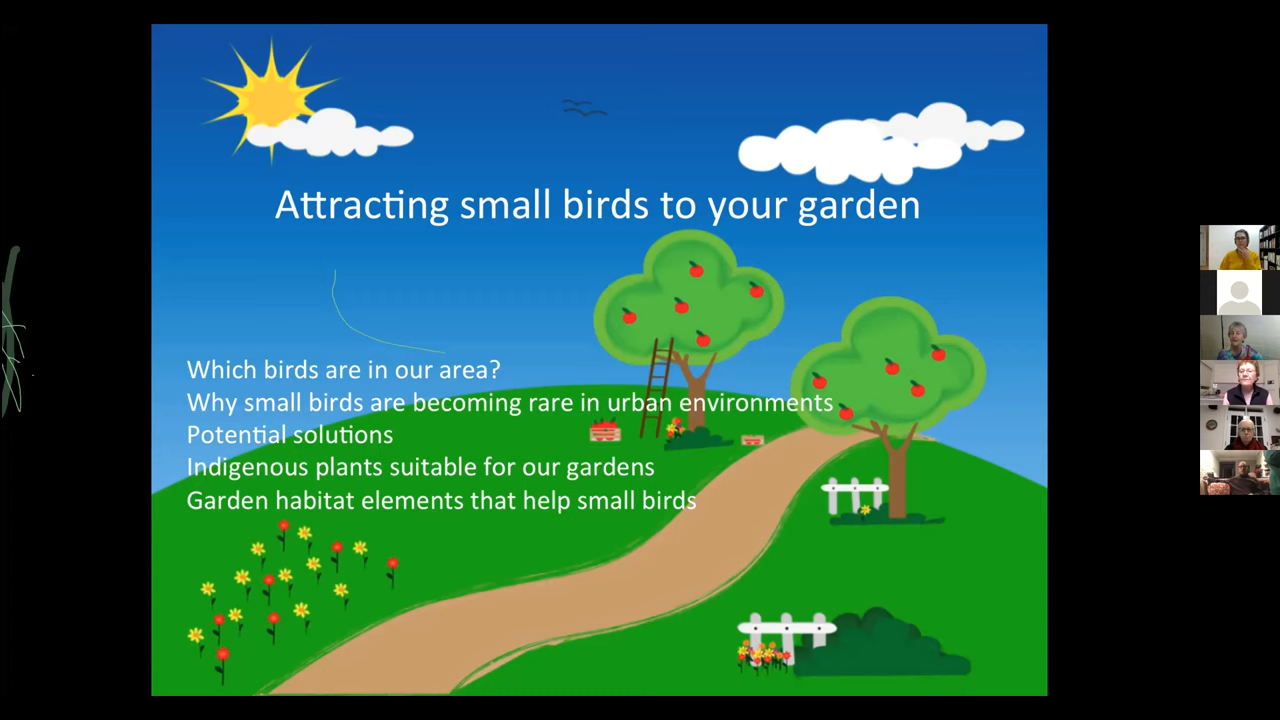 Attracting small birds to your garden
Which birds are in our area?
Why small birds are becoming rare in urban environments
Potential solutions
Indigenous plants suitable for our gardens
Garden habitat elements that help small birds